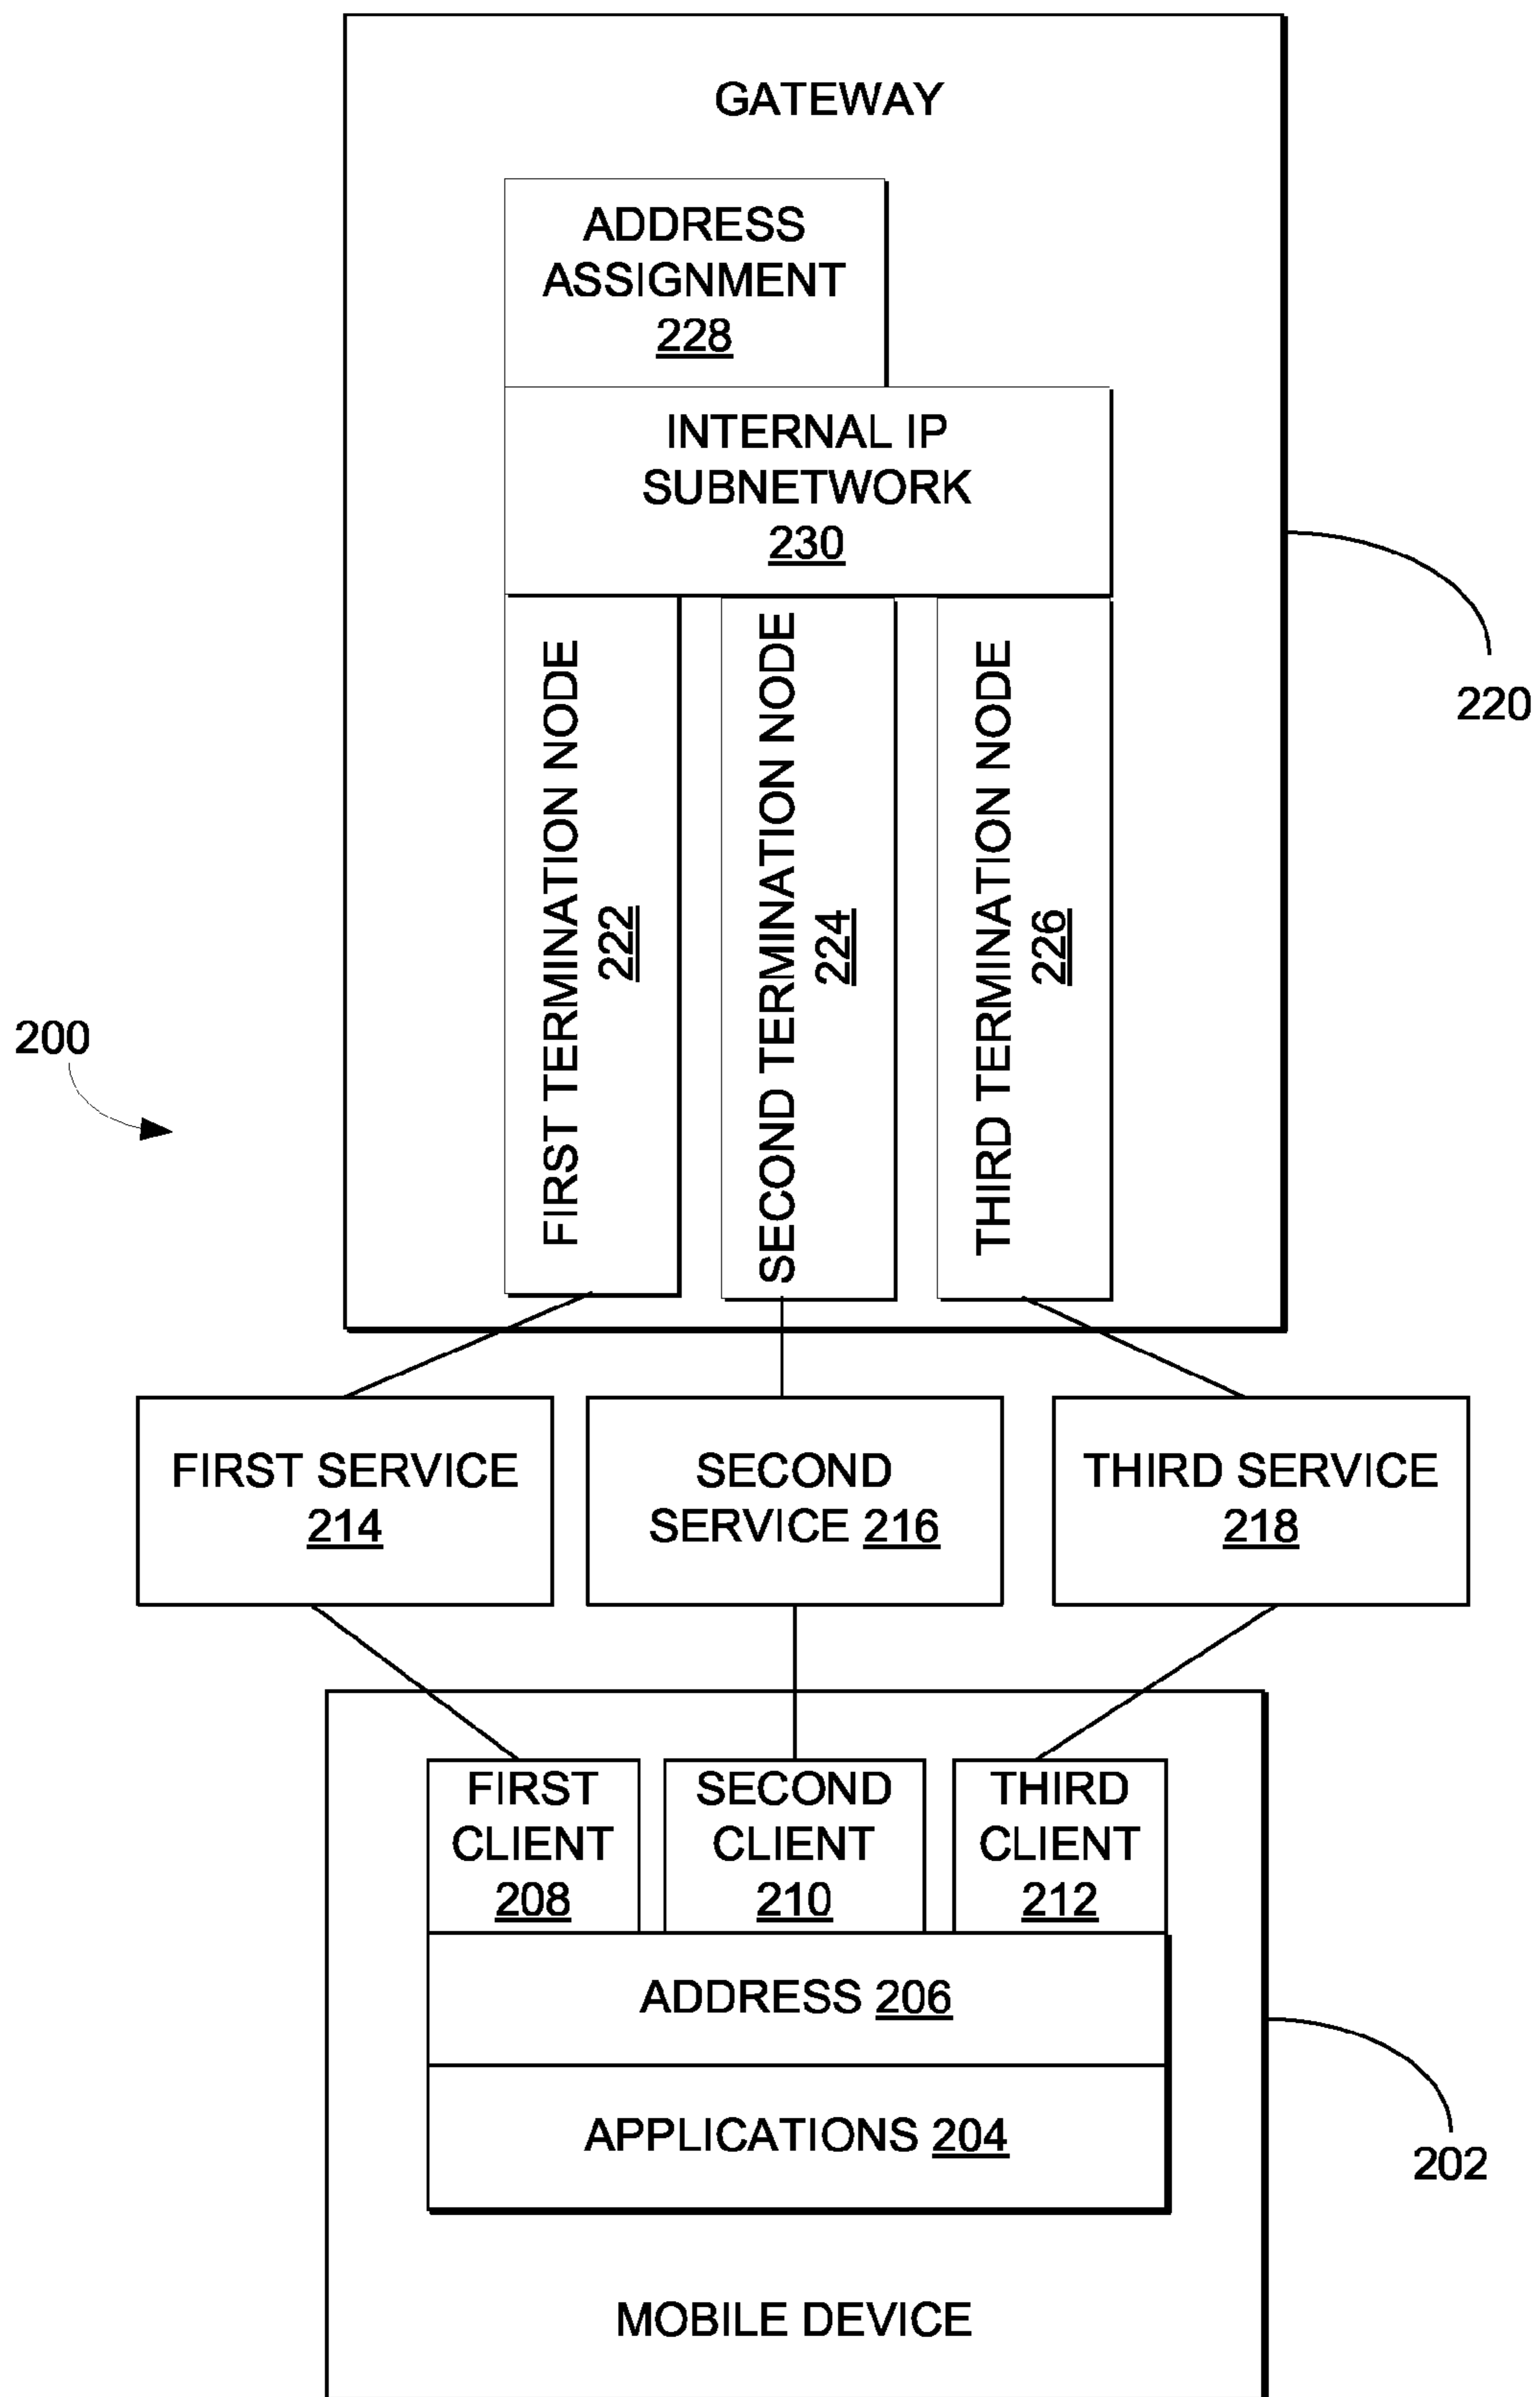 GATEWAY
ADDRESS
ASSIGNMENT
228
INTERNAL IP
SUBNETWORK
230
FIRST TERMINATION NODE
222
SECOND TERMINATION NODE
224
THIRD TERMINATION NODE
226
220
200
FIRST SERVICE
214
SECOND
SERVICE 216
THIRD SERVICE
218
FIRST
CLIENT
208
SECOND
CLIENT
210
THIRD
CLIENT
212
ADDRESS 206
APPLICATIONS 204
202
MOBILE DEVICE